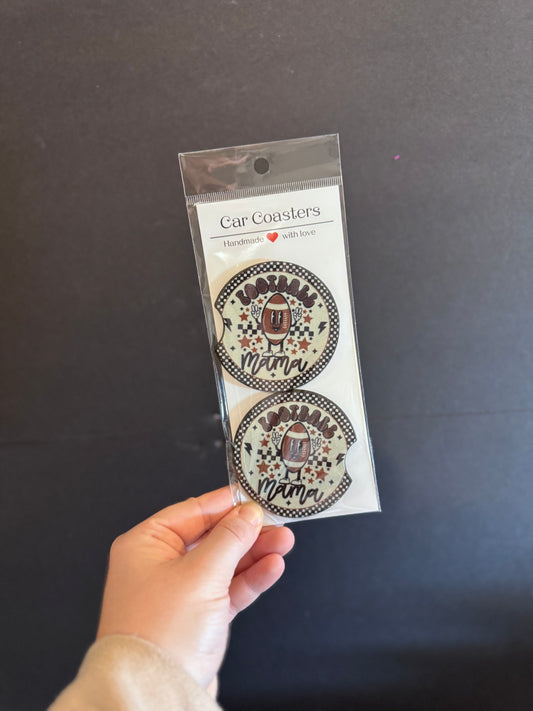 Car Coasters
Handmade ❤️ with love
FOOTBALL
Mama
FOOTBALL
Mama